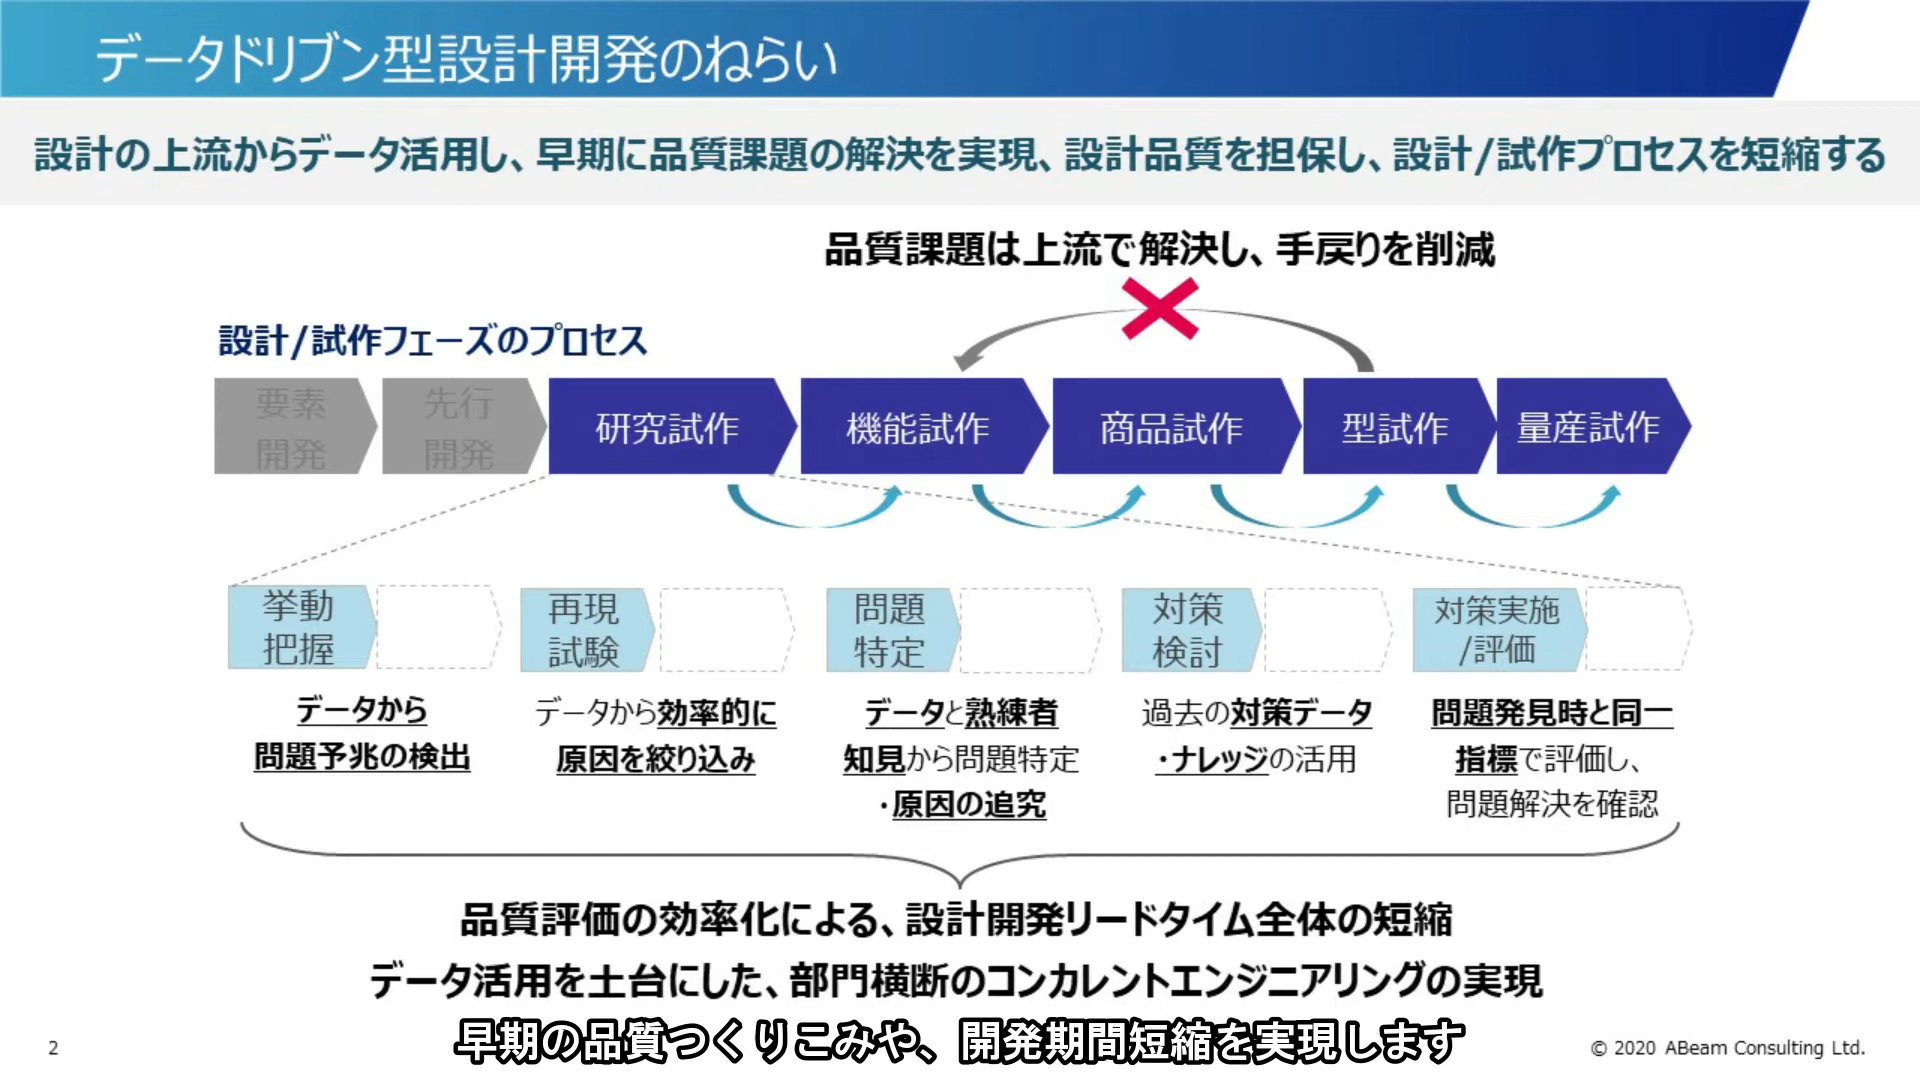 データドリブン型設計開発のねらい
設計の上流からデータ活用し、早期に品質課題の解決を実現、設計品質を担保し、設計/試作プロセスを短縮する
品質課題は上流で解決し、手戻りを削減
設計/試作フェーズのプロセス
要素
開発
先行
開発
研究試作
機能試作
商品試作
型試作
量産試作
挙動
把握
再現
試験
問題
特定
対策
検討
対策実施
/評価
データから
問題予兆の検出
データから効率的に
原因を絞り込み
データと熟練者
知見から問題特定
・原因の追究
過去の対策データ
・ナレッジの活用
問題発見時と同一
指標で評価し、
問題解決を確認
品質評価の効率化による、設計開発リードタイム全体の短縮
データ活用を土台にした、部門横断のコンカレントエンジニアリングの実現
早期の品質つくりこみや、開発期間短縮を実現します
2
© 2020 ABeam Consulting Ltd.